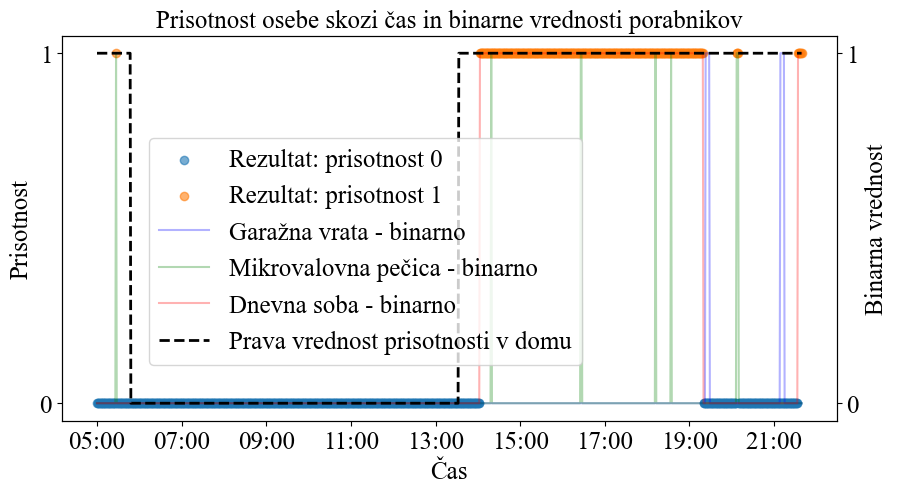 Prisotnost osebe skozi čas in binarne vrednosti porabnikov
1
0
Prisotnost
Rezultat: prisotnost 0
Rezultat: prisotnost 1
Garažna vrata - binarno
Mikrovalovna pečica - binarno
Dnevna soba - binarno
Prava vrednost prisotnosti v domu
1
0
Binarna vrednost
05:00 07:00 09:00 11:00 13:00 15:00 17:00 19:00 21:00
Čas